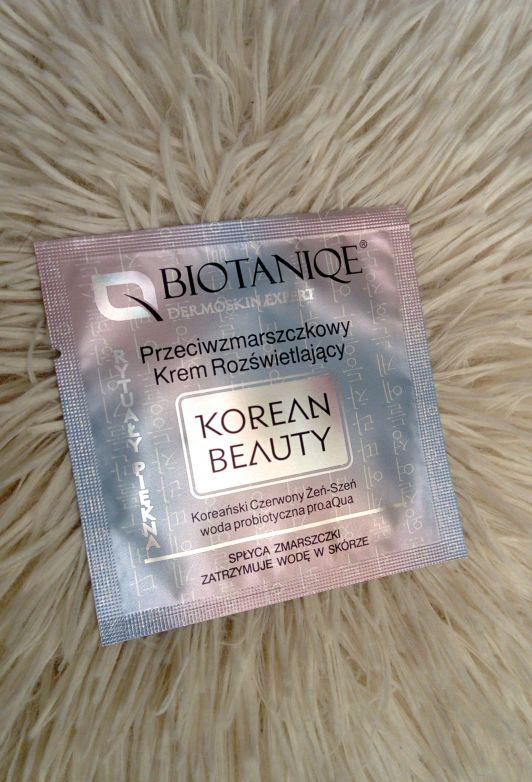 BIOTANIQE®
DERMOSKIN EXPERT
Przeciwzmarszczkowy
Krem Rozświetlający
RYTUAŁY PIĘKNA
KOREAN
BEAUTY
Koreański Czerwony Żeń-Szeń
woda probiotyczna pro.aQua
SPŁYCA ZMARSZCZKI
ZATRZYMUJE WODĘ W SKÓRZE